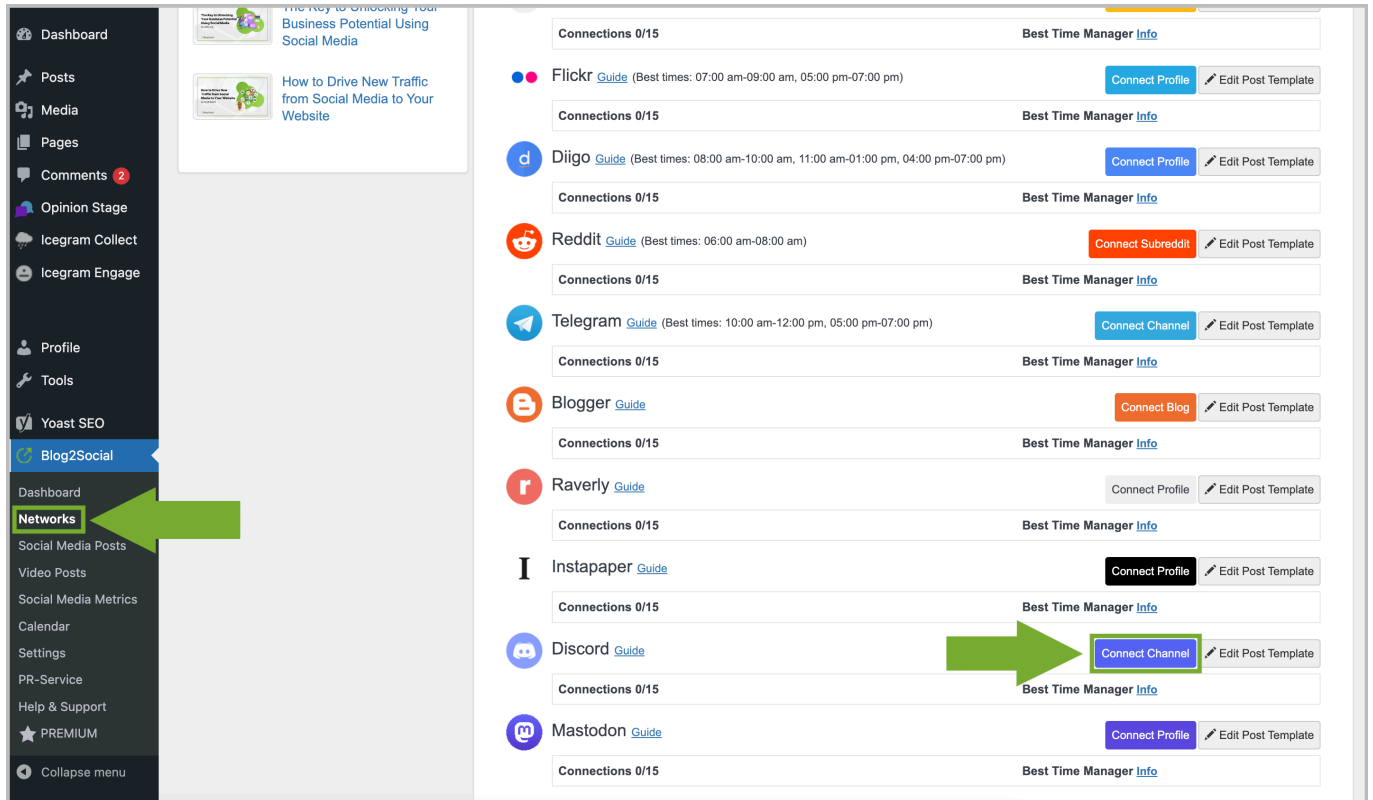 Dashboard
Posts
Media
Pages
Comments 2
Opinion Stage
Icegram Collect
Icegram Engage
Profile
Tools
Yoast SEO
Blog2Social
Dashboard
Networks
Social Media Posts
Video Posts
Social Media Metrics
Calendar
Settings
PR-Service
Help & Support
PREMIUM
Collapse menu
The Key to Unlocking Your
Business Potential Using
Social Media
How to Drive New Traffic
from Social Media to Your
Website
Connections 0/15 Best Time Manager Info
Flickr Guide (Best times: 07:00 am-09:00 am, 05:00 pm-07:00 pm) Connect Profile Edit Post Template
Connections 0/15 Best Time Manager Info
Diigo Guide (Best times: 08:00 am-10:00 am, 11:00 am-01:00 pm, 04:00 pm-07:00 pm) Connect Profile Edit Post Template
Connections 0/15 Best Time Manager Info
Reddit Guide (Best times: 06:00 am-08:00 am) Connect Subreddit Edit Post Template
Connections 0/15 Best Time Manager Info
Telegram Guide (Best times: 10:00 am-12:00 pm, 05:00 pm-07:00 pm) Connect Channel Edit Post Template
Connections 0/15 Best Time Manager Info
Blogger Guide Connect Blog Edit Post Template
Connections 0/15 Best Time Manager Info
Raverly Guide Connect Profile Edit Post Template
Connections 0/15 Best Time Manager Info
Instapaper Guide Connect Profile Edit Post Template
Connections 0/15 Best Time Manager Info
Discord Guide Connect Channel Edit Post Template
Connections 0/15 Best Time Manager Info
Mastodon Guide Connect Profile Edit Post Template
Connections 0/15 Best Time Manager Info